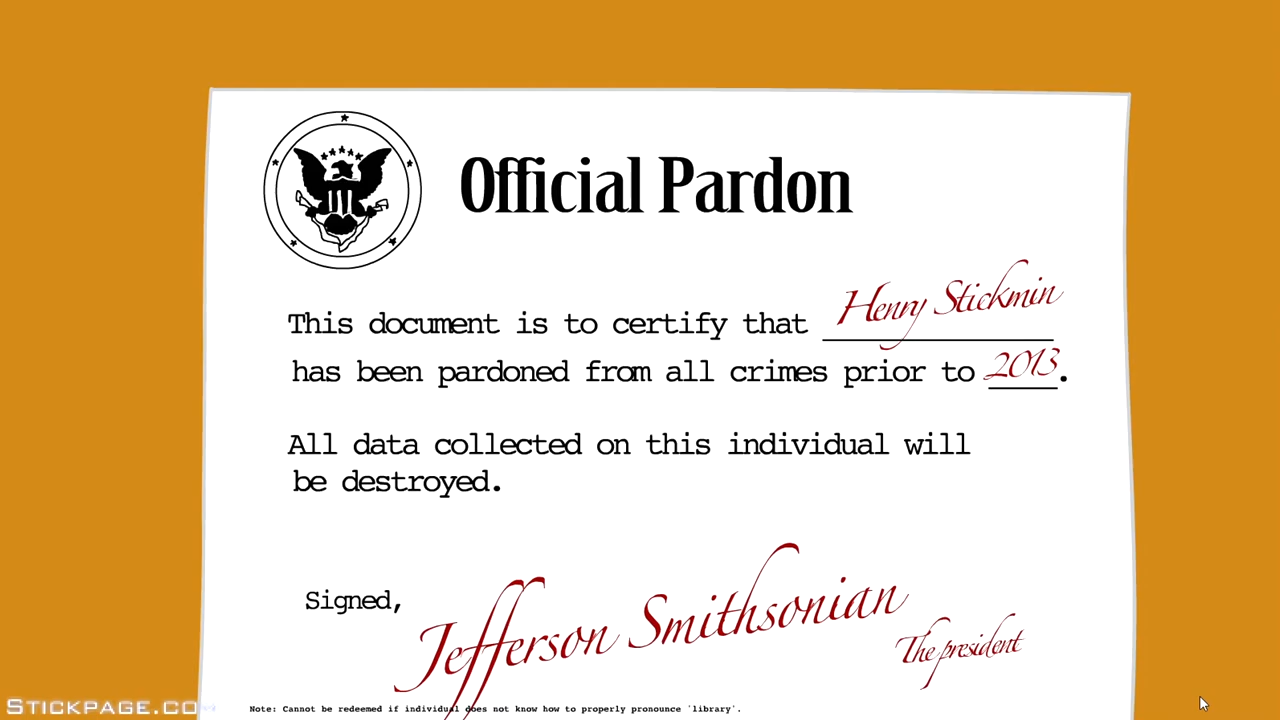 Official Pardon
This document is to certify that Henry Stickmin
has been pardoned from all crimes prior to 2013.
All data collected on this individual will
be destroyed.
Signed, Jefferson Smithsonian
The president
Note: Cannot be redeemed if individual does not know how to properly pronounce 'library'.
STICKPAGE.CO